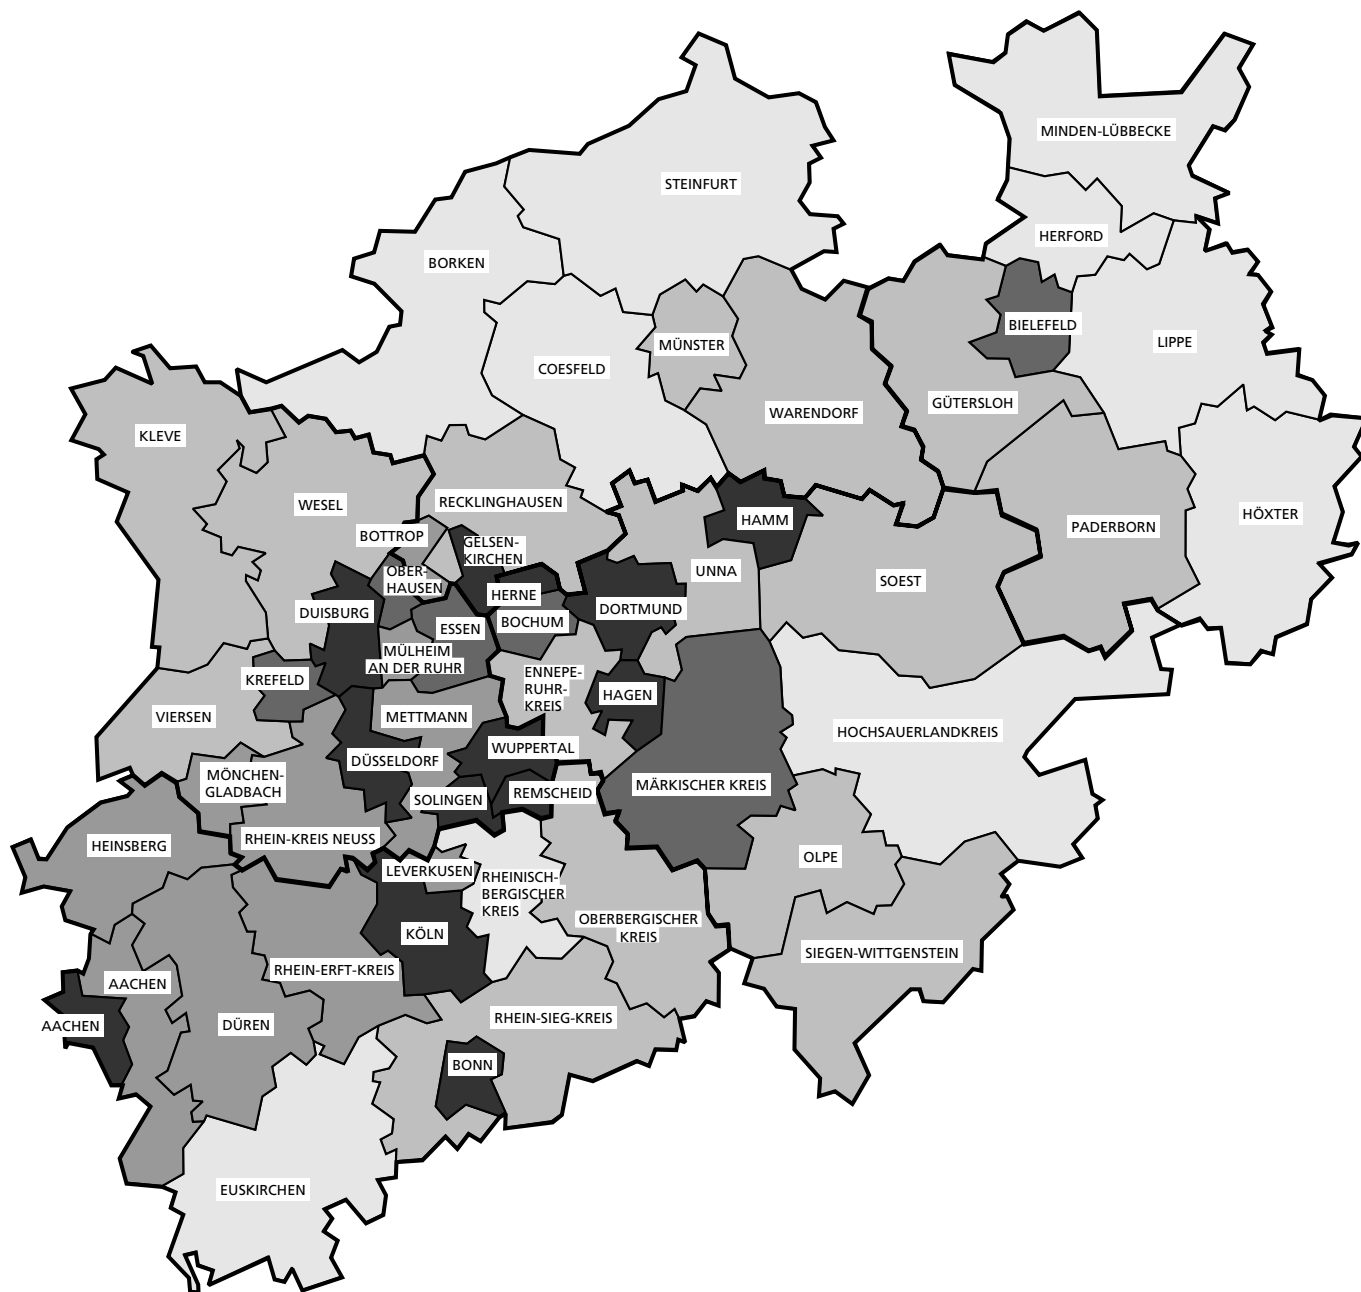 MINDEN-LÜBBECKE
STEINFURT
HERFORD
BORKEN
BIELEFELD
MÜNSTER
LIPPE
COESFELD
GÜTERSLOH
WARENDORF
KLEVE
RECKLINGHAUSEN
WESEL
HÖXTER
HAMM
PADERBORN
BOTTROP
GELSEN-
KIRCHEN
UNNA
SOEST
OBER-
HAUSEN
HERNE
DORTMUND
DUISBURG
BOCHUM
ESSEN
MÜLHEIM
AN DER RUHR
KREFELD
ENNEPE-
RUHR-
KREIS
HAGEN
VIERSEN
METTMANN
HOCHSAUERLANDKREIS
WUPPERTAL
DÜSSELDORF
MÖNCHEN-
GLADBACH
MÄRKISCHER KREIS
REMSCHEID
SOLINGEN
RHEIN-KREIS NEUSS
HEINSBERG
OLPE
LEVERKUSEN
RHEINISCH-
BERGISCHER
KREIS
OBERBERGISCHER
KREIS
KÖLN
SIEGEN-WITTGENSTEIN
RHEIN-ERFT-KREIS
AACHEN
RHEIN-SIEG-KREIS
DÜREN
AACHEN
BONN
EUSKIRCHEN